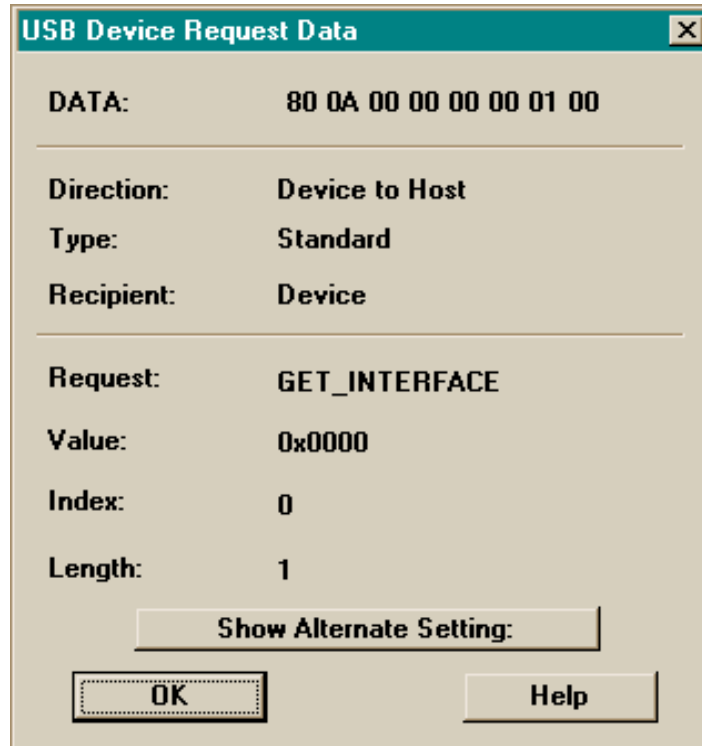 USB Device Request Data
DATA: 80 0A 00 00 00 00 01 00
Direction: Device to Host
Type: Standard
Recipient: Device
Request: GET_INTERFACE
Value: 0x0000
Index: 0
Length: 1
Show Alternate Setting:
OK Help